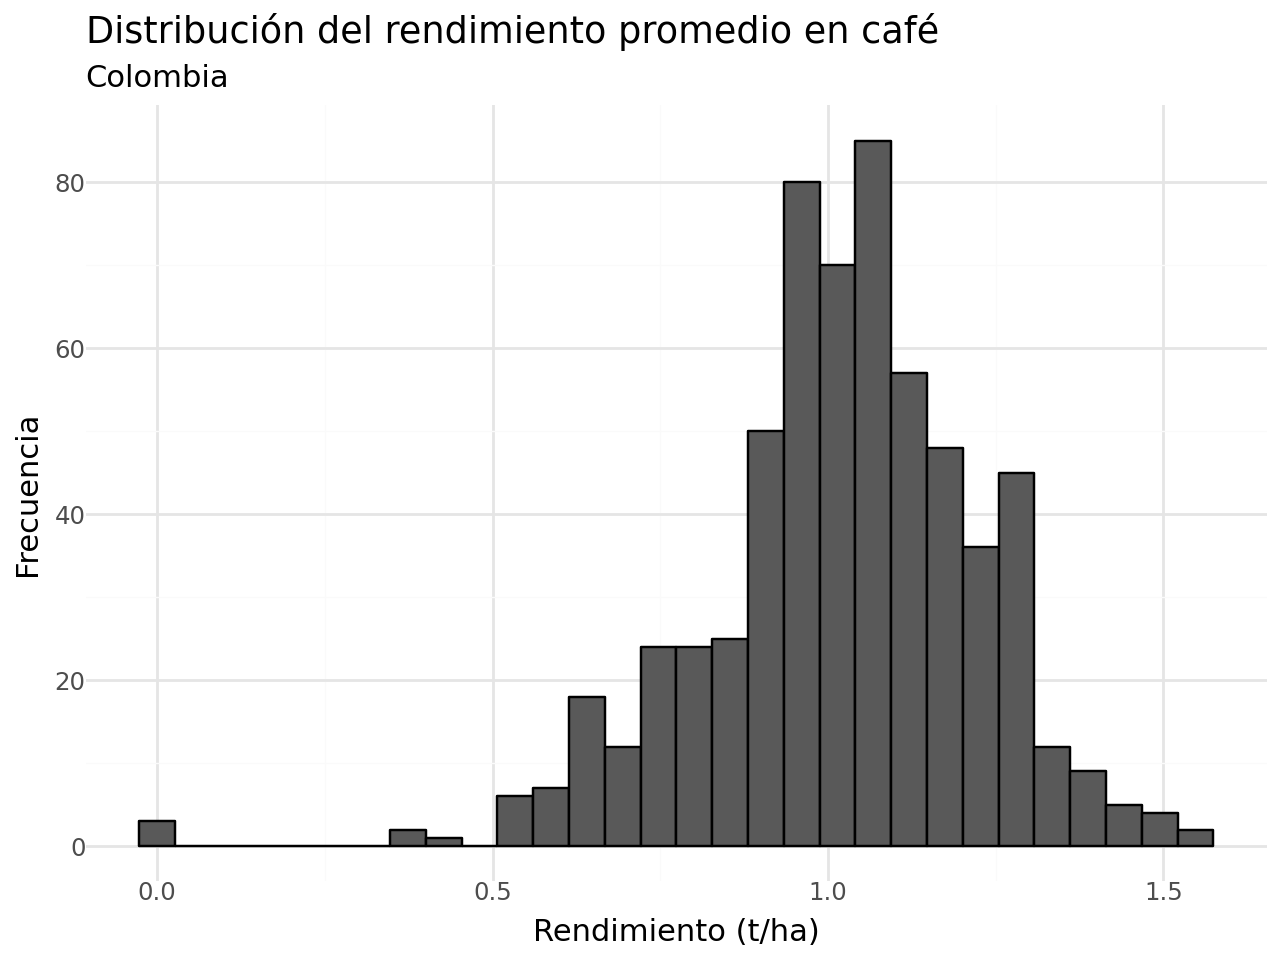 Distribución del rendimiento promedio en café
Colombia
80
60
40
20
0
Frecuencia
0.0
0.5
1.0
1.5
Rendimiento (t/ha)